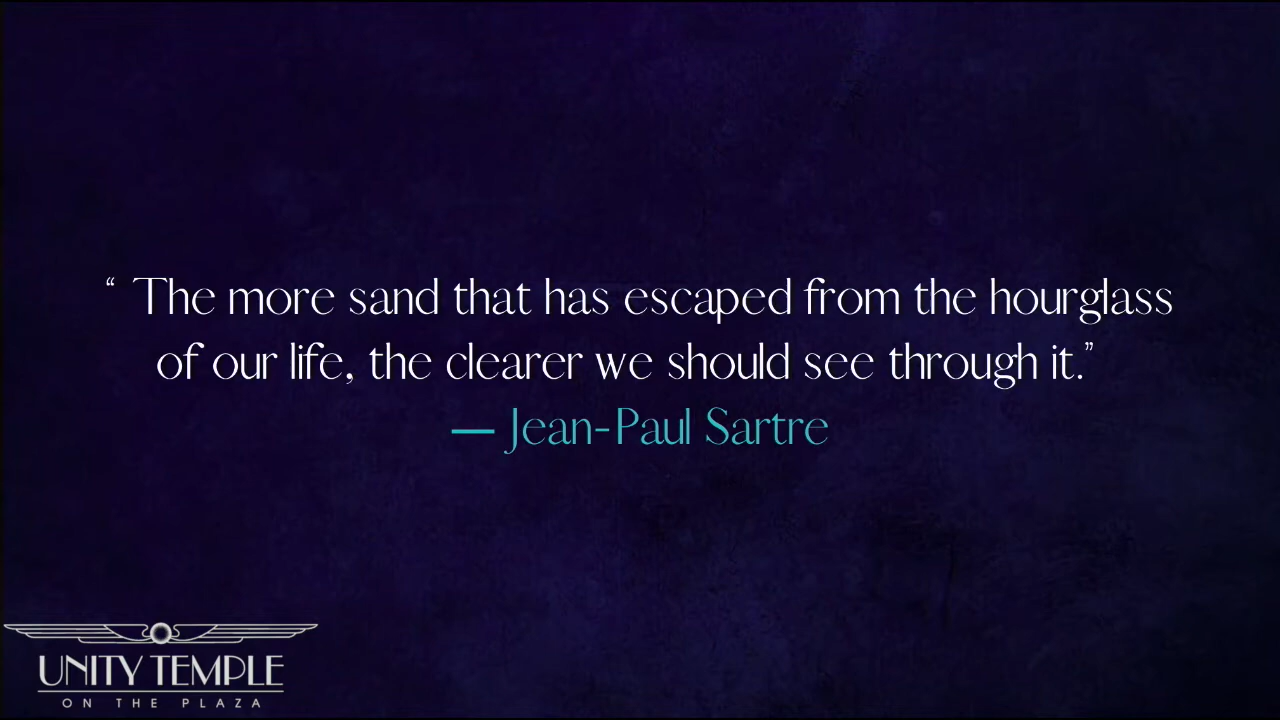 “ The more sand that has escaped from the hourglass
of our life, the clearer we should see through it.”
— Jean-Paul Sartre
UNITY TEMPLE
ON THE PLAZA